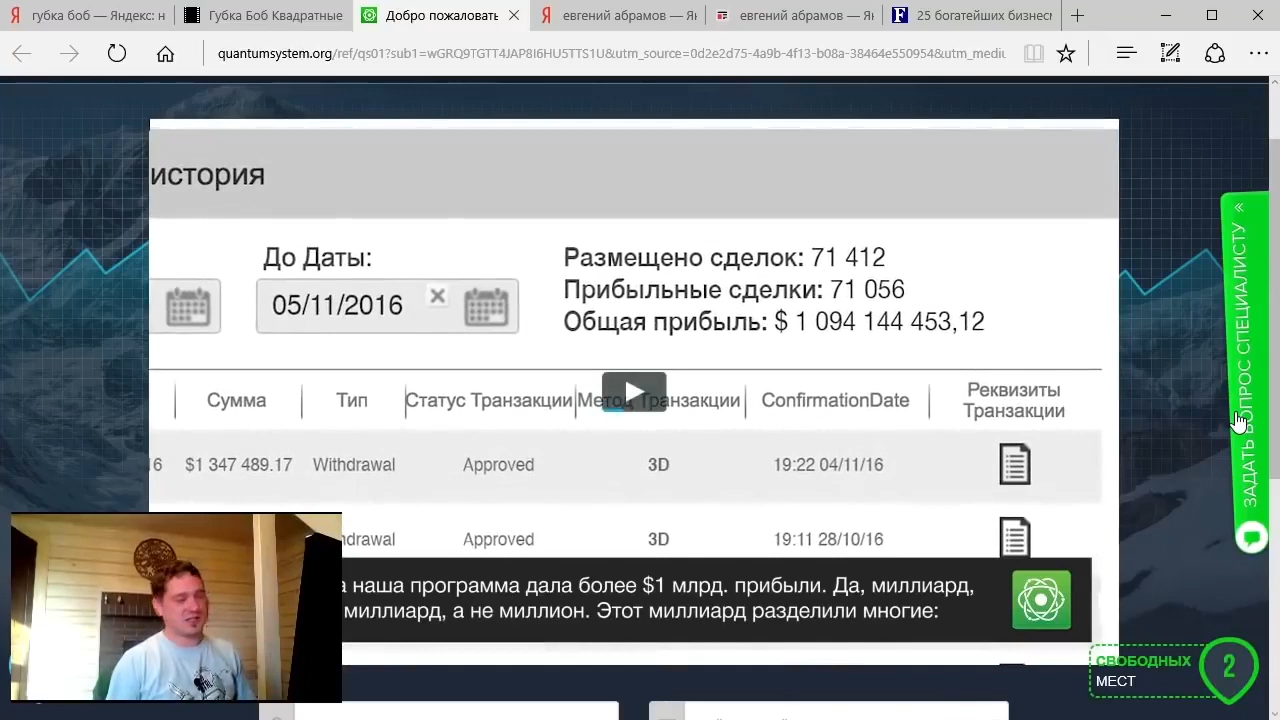 губка боб — Яндекс н
Губка Боб Квадратные
Добро пожаловать
евгений абрамов — Ян
евгений абрамов — Ян
25 богатейших бизнес
quantumsystem.org/ref/qs01?sub1=wGRQ9TGTT4JAP8I6HU5TTS1U&utm_source=0d2e2d75-4a9b-4f13-b08a-38464e550954&utm_mediu
история
До Даты:
05/11/2016
Размещено сделок: 71 412
Прибыльные сделки: 71 056
Общая прибыль: $ 1 094 144 453,12
Сумма
Тип
Статус Транзакции
Метод Транзакции
ConfirmationDate
Реквизиты
Транзакции
16 $1 347 489.17 Withdrawal Approved 3D 19:22 04/11/16
hdrawal Approved 3D 19:11 28/10/16
а наша программа дала более $1 млрд. прибыли. Да, миллиард,
миллиард, а не миллион. Этот миллиард разделили многие:
ЗАДАТЬ ВОПРОС СПЕЦИАЛИСТУ
СВОБОДНЫХ
МЕСТ
2